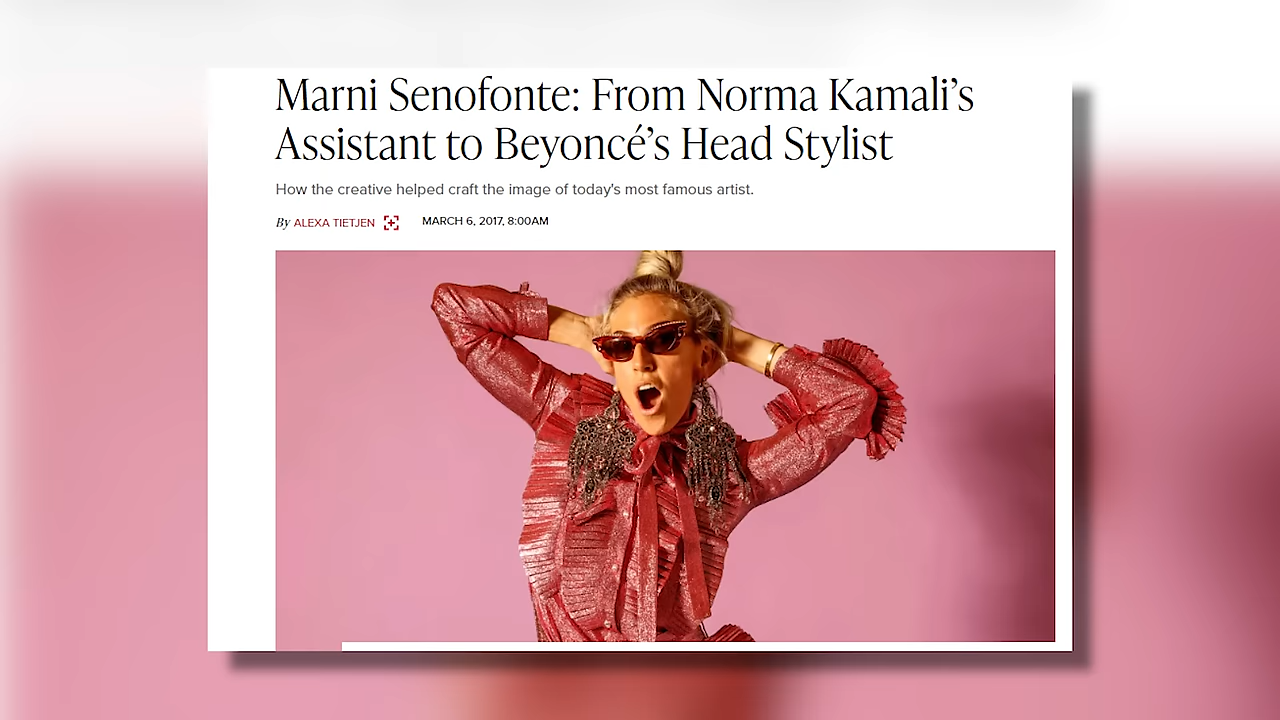 Marni Senofonte: From Norma Kamali’s
Assistant to Beyoncé’s Head Stylist
How the creative helped craft the image of today's most famous artist.
By ALEXA TIETJEN MARCH 6, 2017, 8:00AM